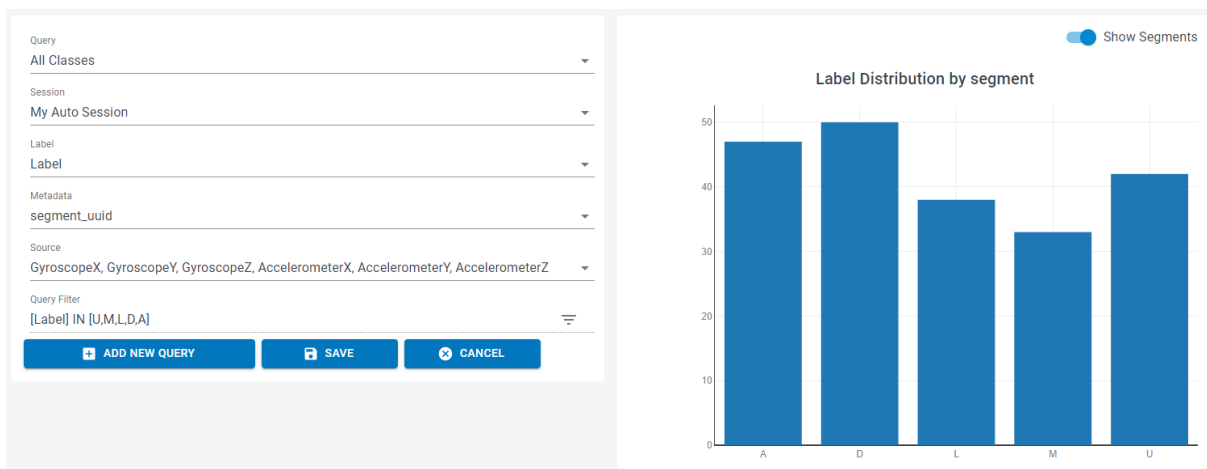 Query
All Classes
Session
My Auto Session
Label
Label
Metadata
segment_uuid
Source
GyroscopeX, GyroscopeY, GyroscopeZ, AccelerometerX, AccelerometerY, AccelerometerZ
Query Filter
[Label] IN [U,M,L,D,A]
ADD NEW QUERY
SAVE
CANCEL
Show Segments
Label Distribution by segment
50
40
30
20
10
0
A D L M U